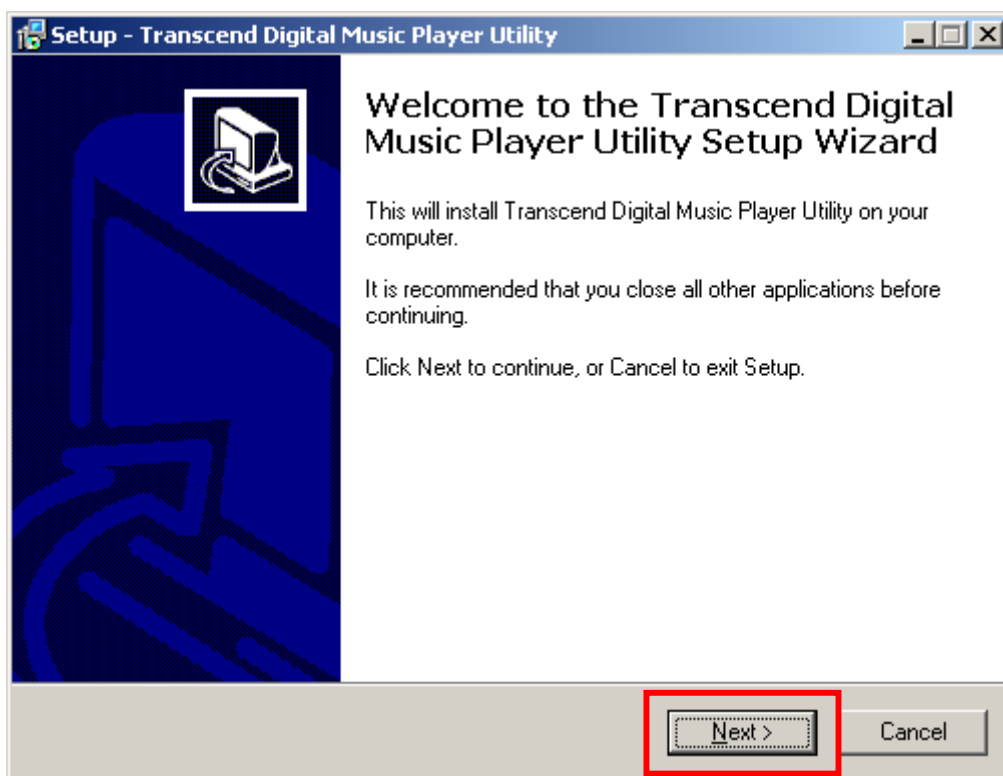 Setup - Transcend Digital Music Player Utility
Welcome to the Transcend Digital
Music Player Utility Setup Wizard
This will install Transcend Digital Music Player Utility on your
computer.
It is recommended that you close all other applications before
continuing.
Click Next to continue, or Cancel to exit Setup.
Next >
Cancel